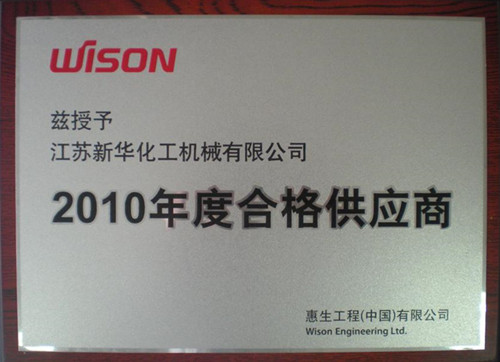 WISON
兹授予
江苏新华化工机械有限公司
2010年度合格供应商
惠生工程(中国)有限公司
Wison Engineering Ltd.